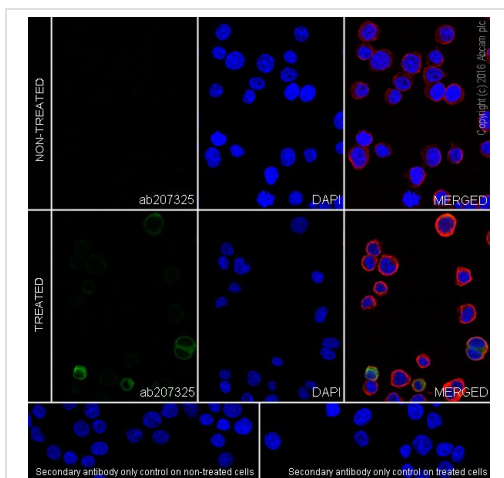 NON-TREATED
ab207325
DAPI
MERGED
Copyright (c) 2016 Abcam plc
TREATED
ab207325
DAPI
MERGED
Secondary antibody only control on non-treated cells
Secondary antibody only control on treated cells